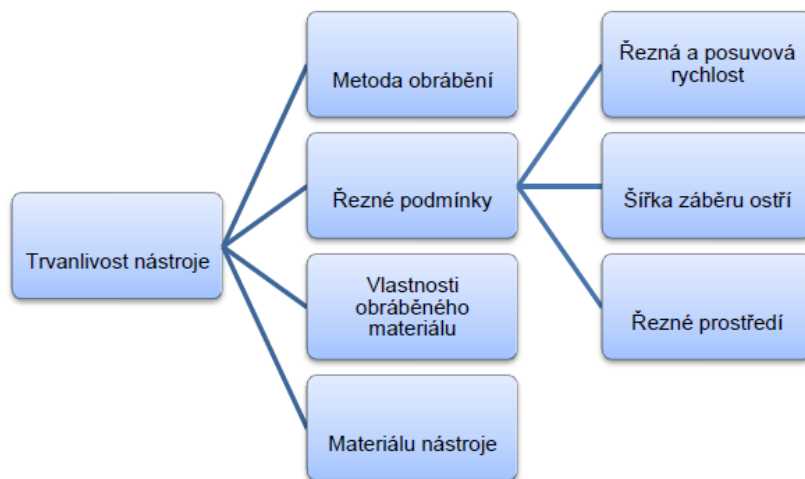 Trvanlivost nástroje
Metoda obrábění
Řezné podmínky
Vlastnosti
obráběného
materiálu
Materiálu nástroje
Řezná a posuvová
rychlost
Šířka záběru ostří
Řezné prostředí